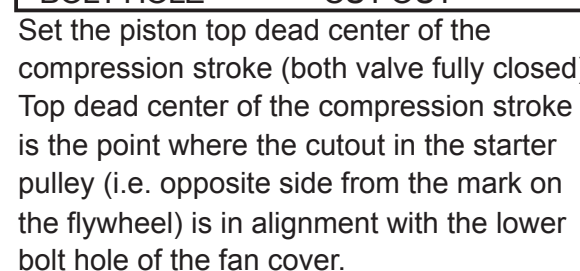 BOLT HOLE CUT OUT
Set the piston top dead center of the
compression stroke (both valve fully closed)
Top dead center of the compression stroke
is the point where the cutout in the starter
pulley (i.e. opposite side from the mark on
the flywheel) is in alignment with the lower
bolt hole of the fan cover.